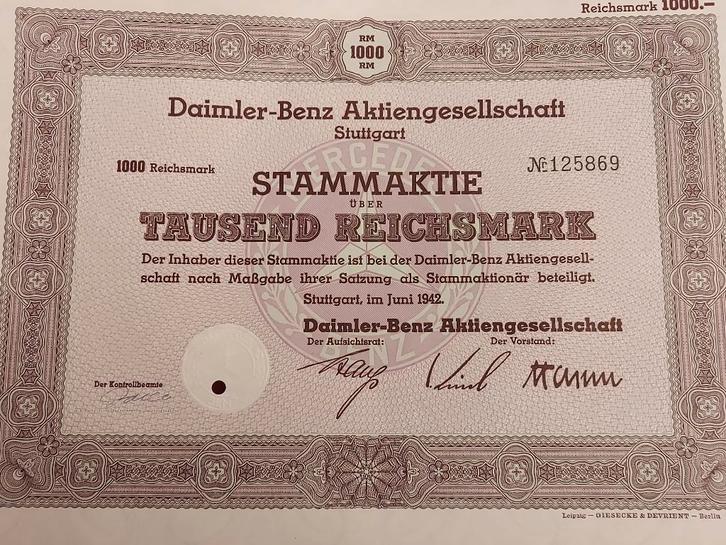 Reichsmark 1000.—
RM
1000
RM
Daimler-Benz Aktiengesellschaft
Stuttgart
1000 Reichsmark
№ 125869
MERCEDES
STAMMAKTIE
ÜBER
TAUSEND REICHSMARK
Der Inhaber dieser Stammaktie ist bei der Daimler-Benz Aktiengesell-
schaft nach Maßgabe ihrer Satzung als Stammaktionär beteiligt.
Stuttgart, im Juni 1942.
Daimler-Benz Aktiengesellschaft
Der Aufsichtsrat:
Der Vorstand:
BENZ
Der Kontrollbeamte
Leipzig — GIESECKE & DEVRIENT — Berlin